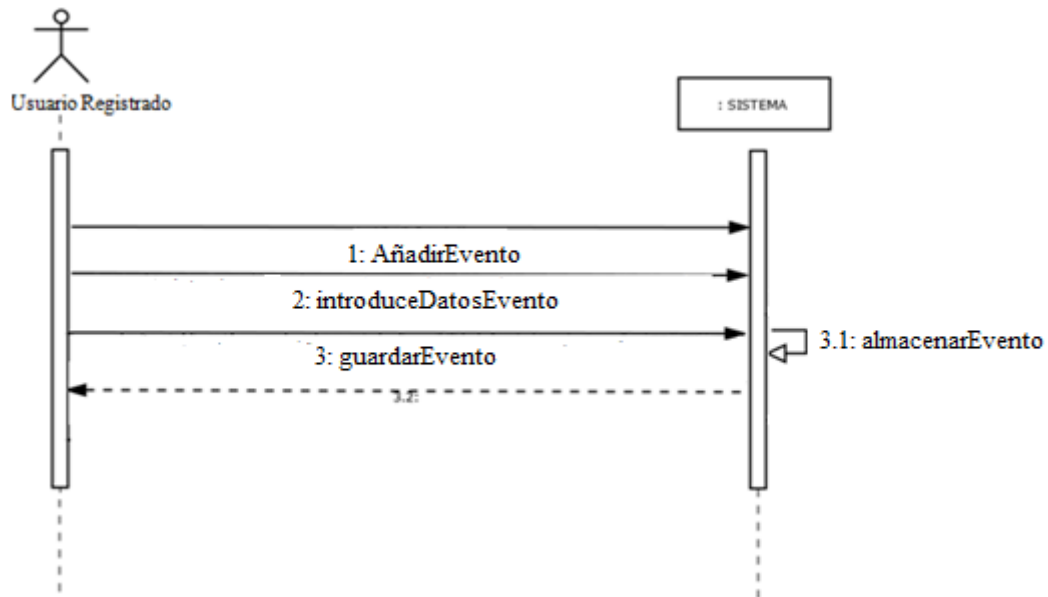 Usuario Registrado
: SISTEMA
1: AñadirEvento
2: introduceDatosEvento
3: guardarEvento
3.1: almacenarEvento
3.2: